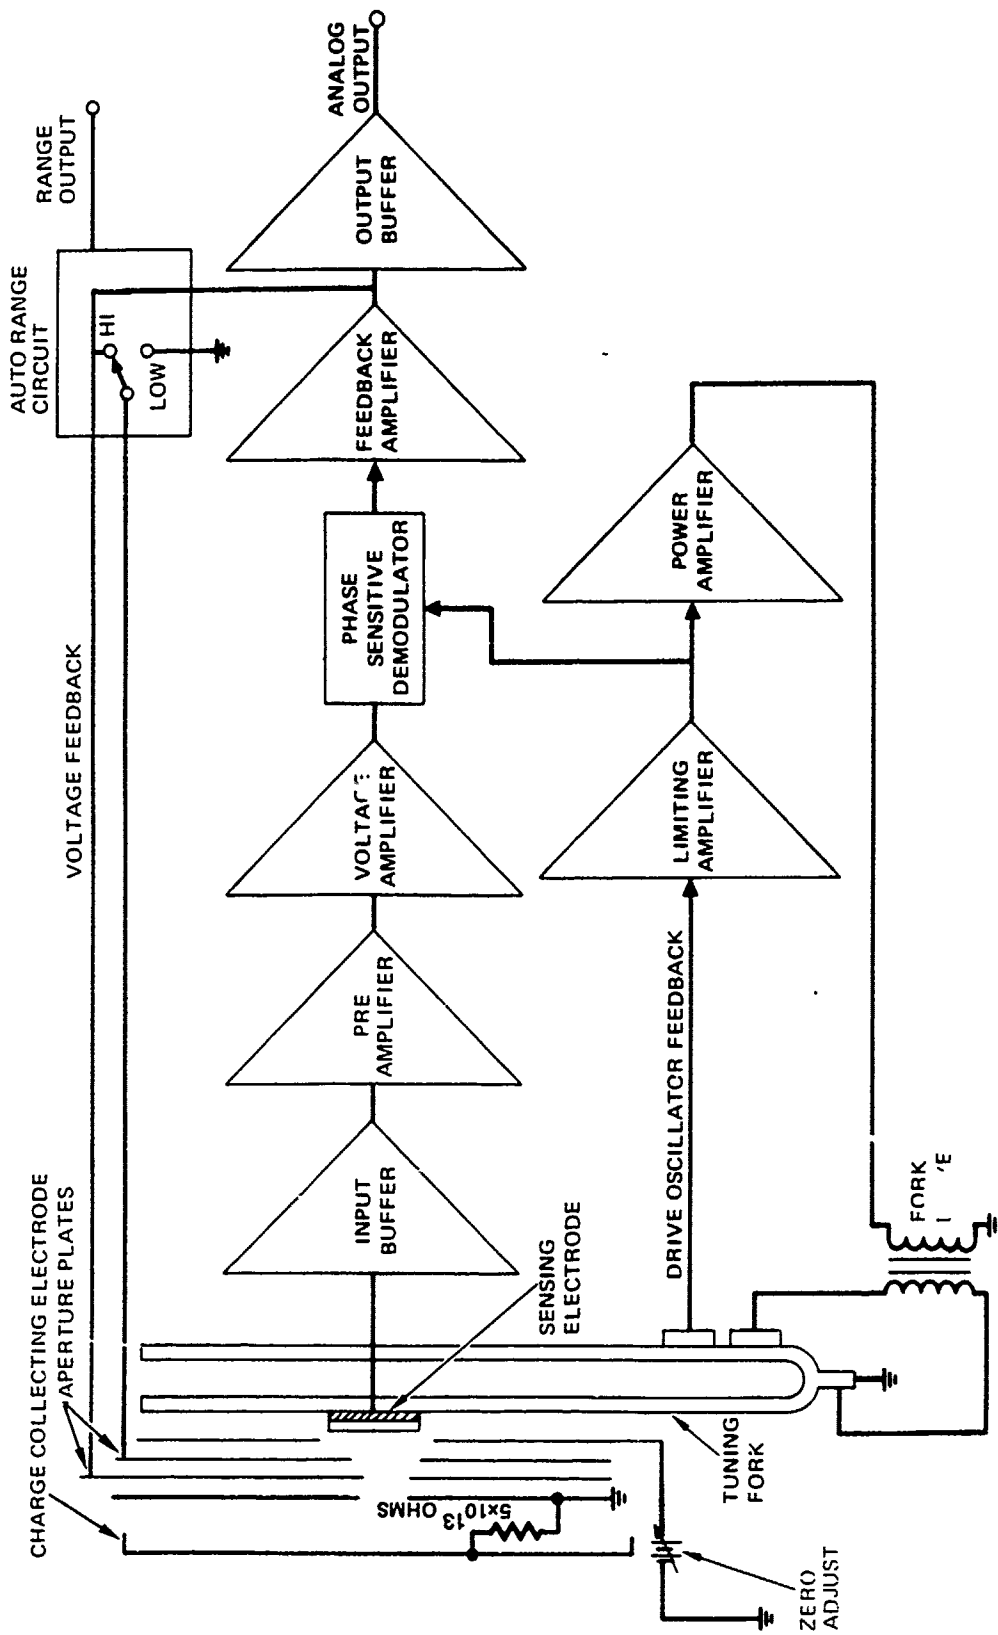 AUTO RANGE
CIRCUIT
RANGE
OUTPUT
HI
LOW
ANALOG
OUTPUT
VOLTAGE FEEDBACK
CHARGE COLLECTING ELECTRODE
APERTURE PLATES
INPUT
BUFFER
PRE
AMPLIFIER
AMPLIFIER
PHASE
SENSITIVE
DEMODULATOR
FEEDBACK
AMPLIFIER
OUTPUT
BUFFER
5x10¹³
OHMS
SENSING
ELECTRODE
DRIVE OSCILLATOR FEEDBACK
LIMITING
AMPLIFIER
POWER
AMPLIFIER
TUNING
FORK
FORK
ZERO
ADJUST